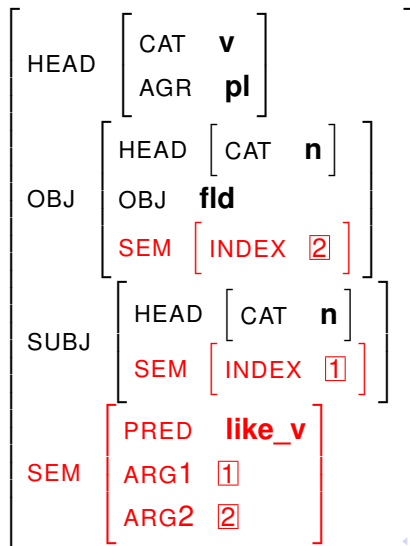 CAT v
HEAD
AGR pl
HEAD CAT n
OBJ OBJ fld
SEM INDEX 2
HEAD CAT n
SUBJ
SEM INDEX 1
PRED like_v
SEM ARG1 1
ARG2 2